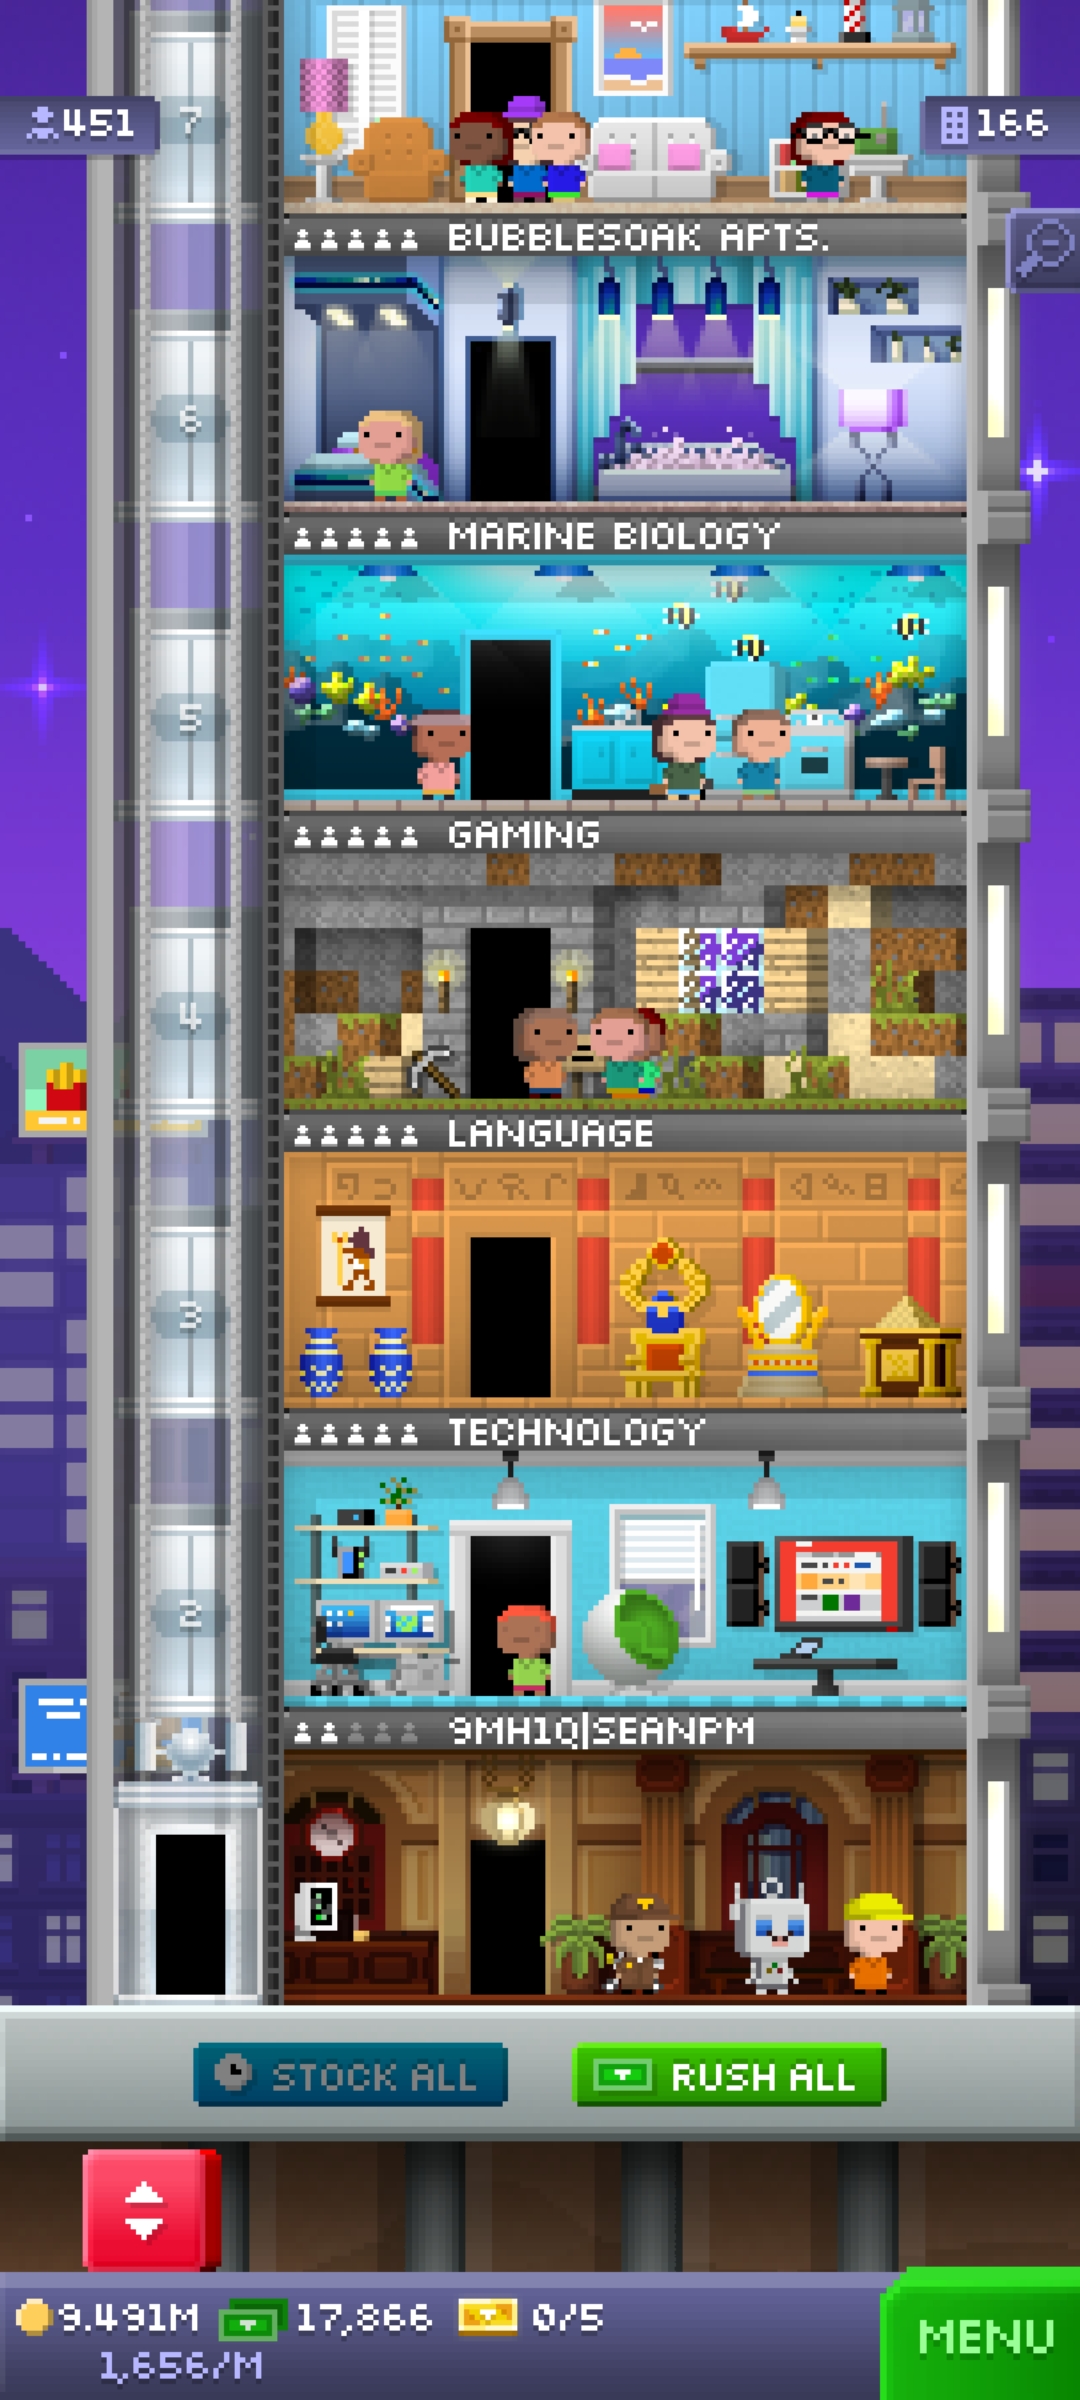 7
451
166
BUBBLESOAK APTS.
6
MARINE BIOLOGY
5
GAMING
4
LANGUAGE
3
TECHNOLOGY
2
9MH1Q|SEANPM
STOCK ALL
RUSH ALL
9.491M
17,866
0/5
1,656/M
MENU